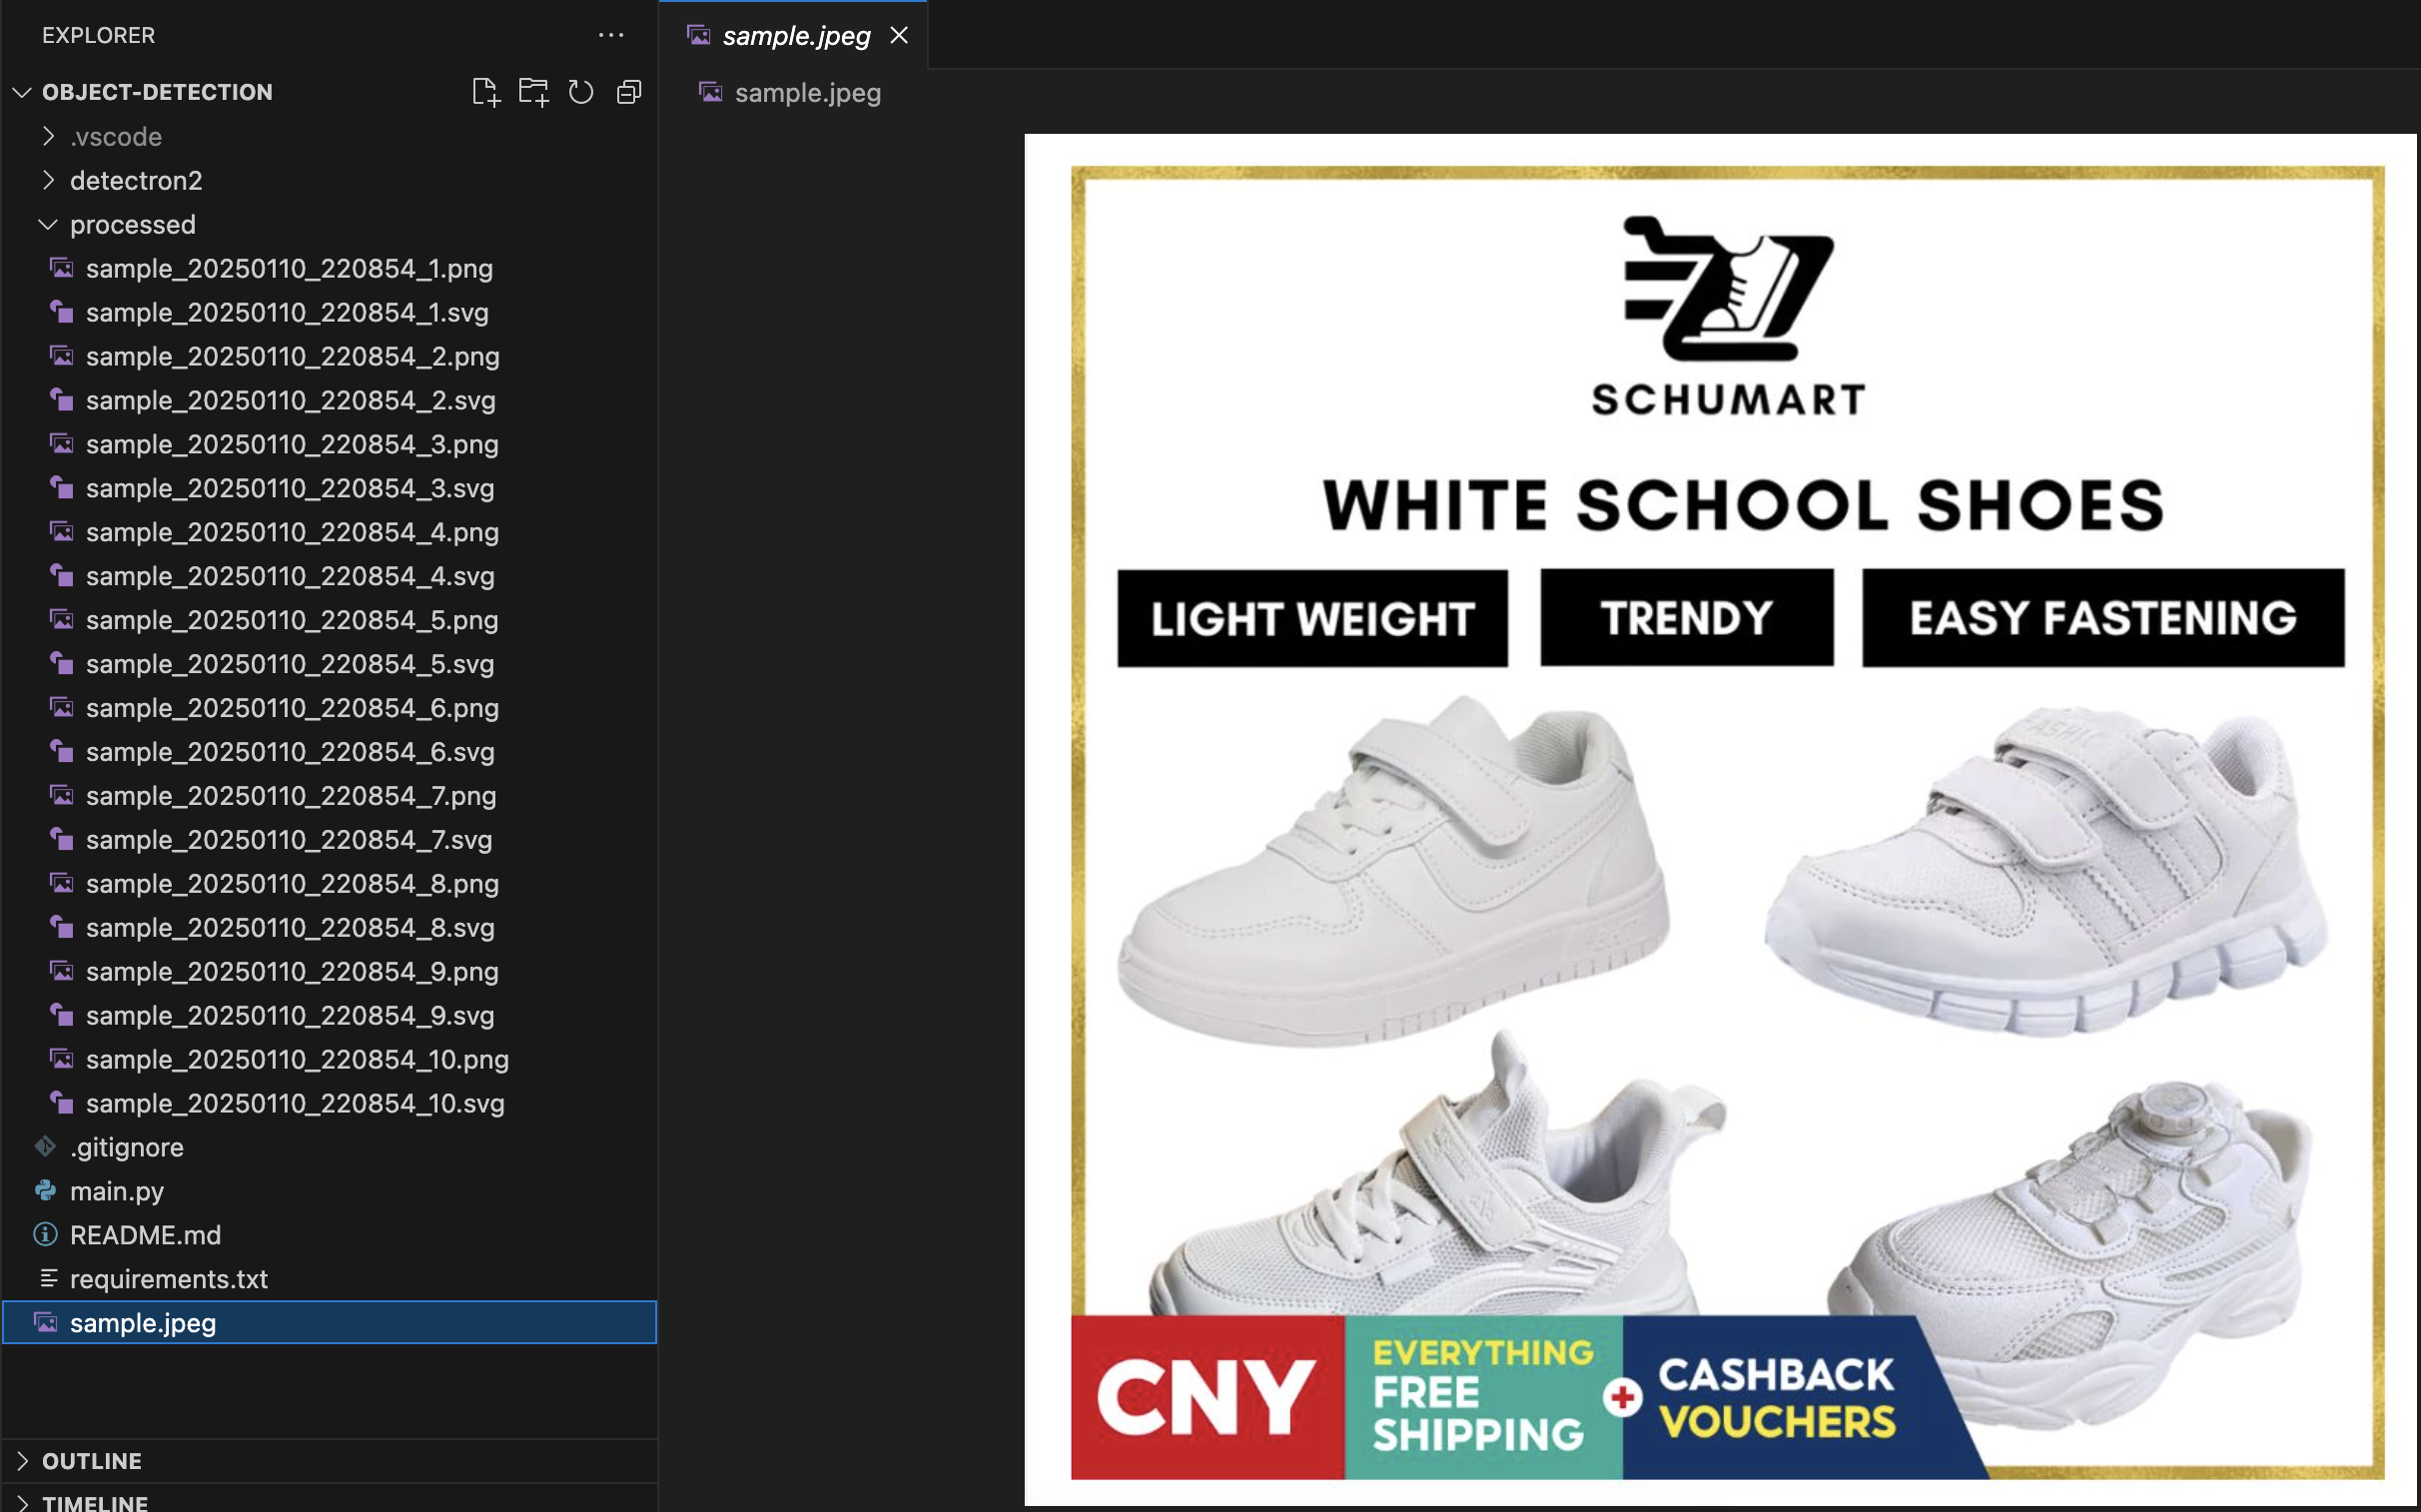 EXPLORER
sample.jpeg
OBJECT-DETECTION
sample.jpeg
.vscode
detectron2
processed
sample_20250110_220854_1.png
sample_20250110_220854_1.svg
sample_20250110_220854_2.png
sample_20250110_220854_2.svg
sample_20250110_220854_3.png
sample_20250110_220854_3.svg
sample_20250110_220854_4.png
sample_20250110_220854_4.svg
sample_20250110_220854_5.png
sample_20250110_220854_5.svg
sample_20250110_220854_6.png
sample_20250110_220854_6.svg
sample_20250110_220854_7.png
sample_20250110_220854_7.svg
sample_20250110_220854_8.png
sample_20250110_220854_8.svg
sample_20250110_220854_9.png
sample_20250110_220854_9.svg
sample_20250110_220854_10.png
sample_20250110_220854_10.svg
.gitignore
main.py
README.md
requirements.txt
sample.jpeg
OUTLINE
TIMELINE
SCHUMART
WHITE SCHOOL SHOES
LIGHT WEIGHT
TRENDY
EASY FASTENING
CNY
EVERYTHING
FREE
SHIPPING
+
CASHBACK
VOUCHERS